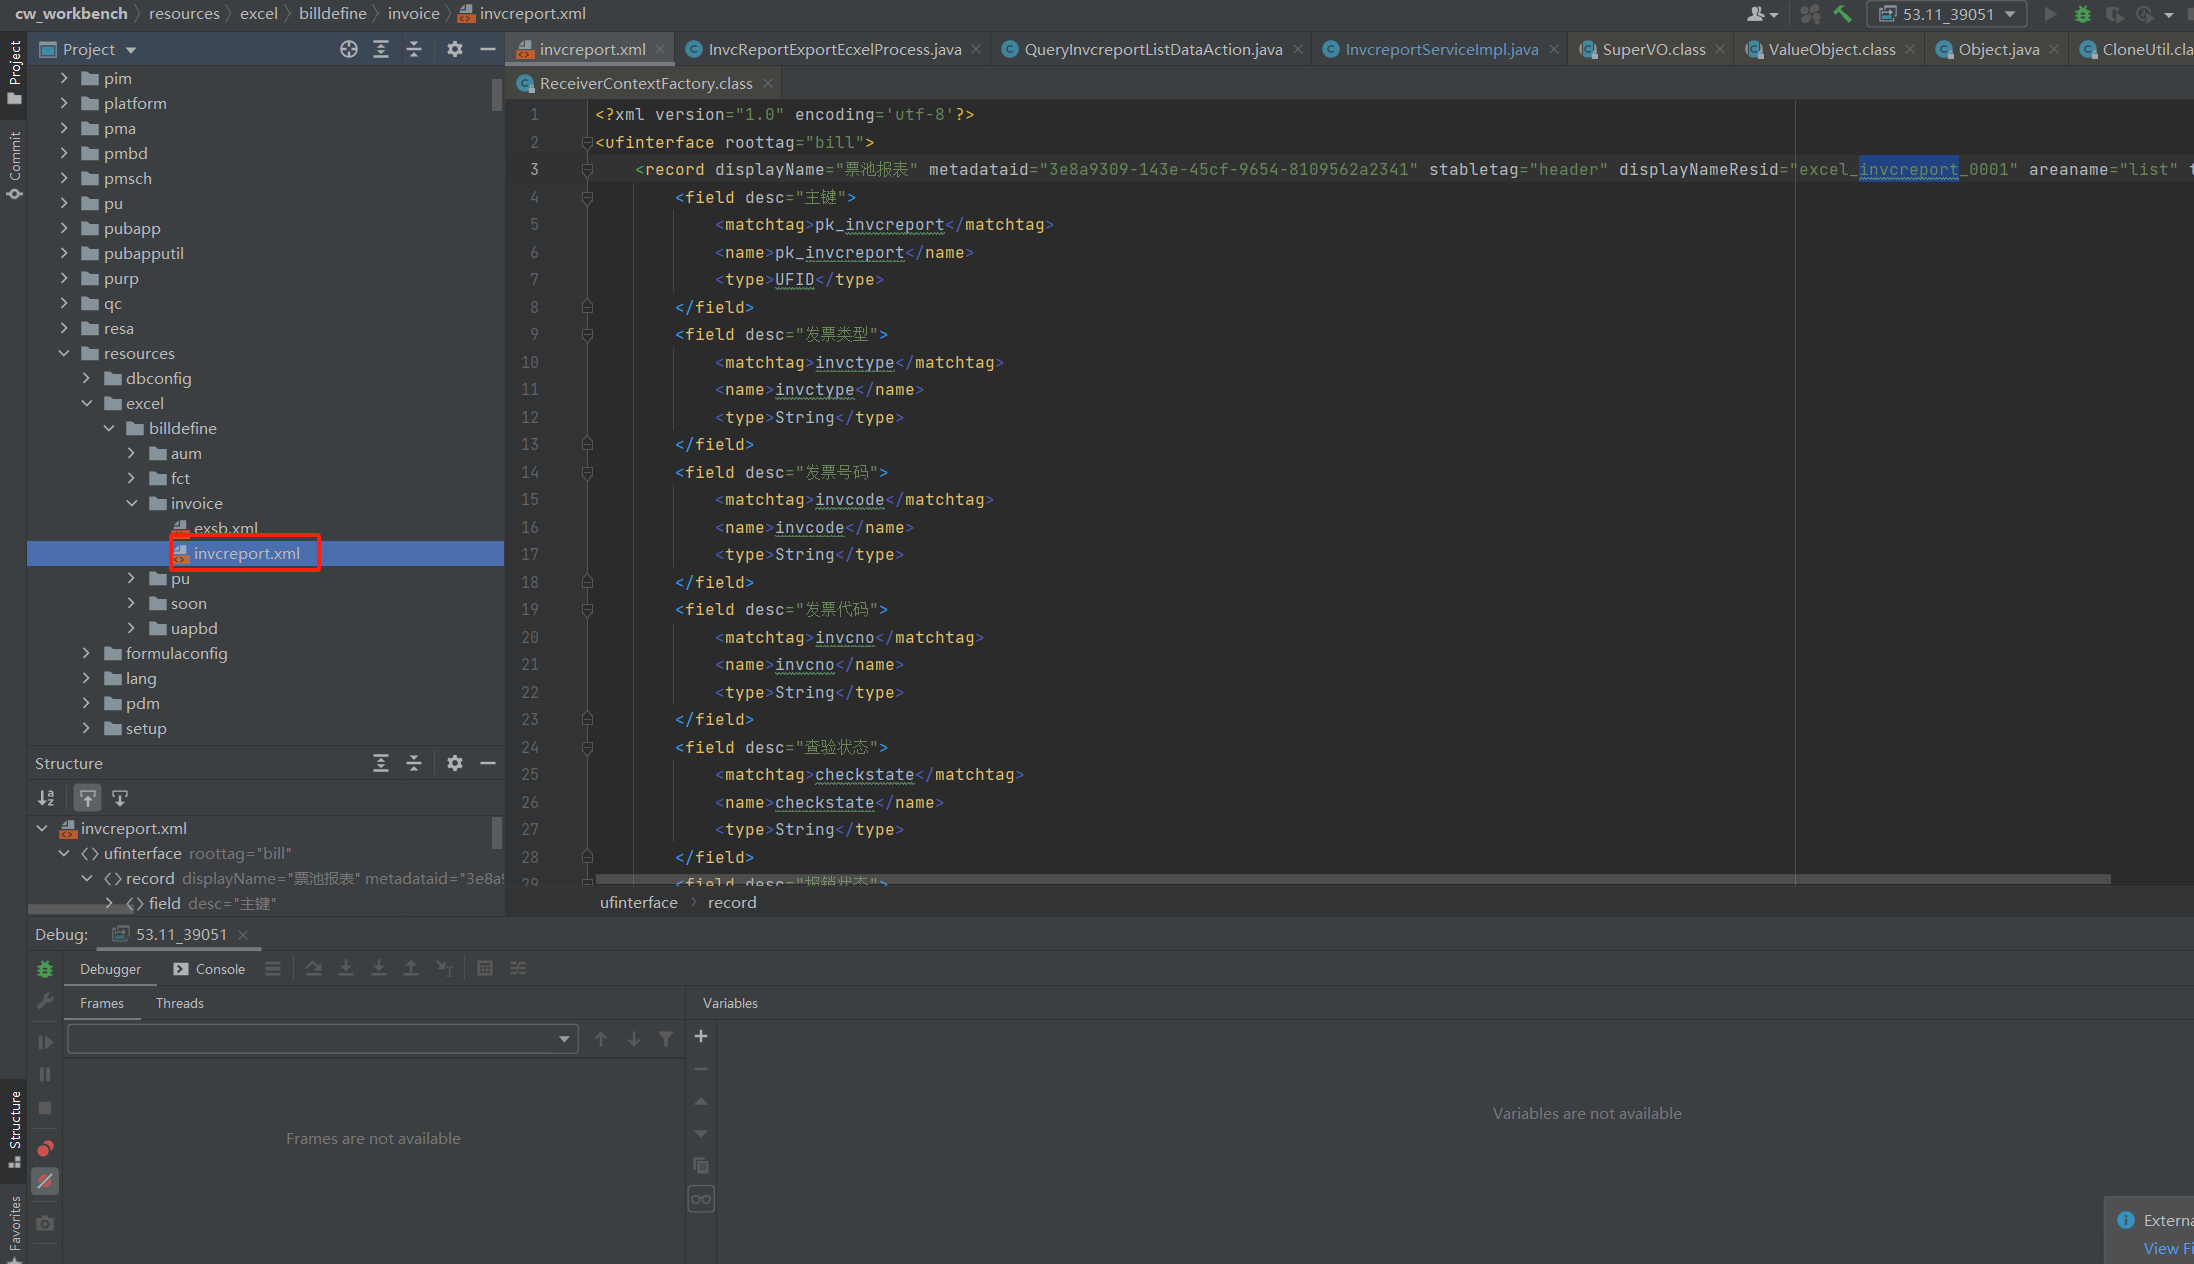 cw_workbench resources excel billdefine invoice invcreport.xml
53.11_39051
Project
invcreport.xml InvcReportExportEcxelProcess.java QueryInvcreportListDataAction.java InvcreportServiceImpl.java SuperVO.class ValueObject.class Object.java CloneUtil.cla
ReceiverContextFactory.class
Project
Commit
Structure
Favorites
pim
platform
pma
pmbd
pmsch
pu
pubapp
pubapputil
purp
qc
resa
resources
dbconfig
excel
billdefine
aum
fct
invoice
exsb.xml
invcreport.xml
pu
soon
uapbd
formulaconfig
lang
pdm
setup
1 <?xml version="1.0" encoding='utf-8'?>
2 <ufinterface roottag="bill">
3 <record displayName="票池报表" metadataid="3e8a9309-143e-45cf-9654-8109562a2341" stabletag="header" displayNameResid="excel_invcreport_0001" areaname="list" t
4 <field desc="主键">
5 <matchtag>pk_invcreport</matchtag>
6 <name>pk_invcreport</name>
7 <type>UFID</type>
8 </field>
9 <field desc="发票类型">
10 <matchtag>invctype</matchtag>
11 <name>invctype</name>
12 <type>String</type>
13 </field>
14 <field desc="发票号码">
15 <matchtag>invcode</matchtag>
16 <name>invcode</name>
17 <type>String</type>
18 </field>
19 <field desc="发票代码">
20 <matchtag>invcno</matchtag>
21 <name>invcno</name>
22 <type>String</type>
23 </field>
24 <field desc="查验状态">
25 <matchtag>checkstate</matchtag>
26 <name>checkstate</name>
27 <type>String</type>
28 </field>
29 <field desc="报销状态">
ufinterface record
Structure
invcreport.xml
ufinterface roottag="bill"
record displayName="票池报表" metadataid="3e8a9
field desc="主键"
Debug: 53.11_39051
Debugger Console
Frames Threads
Variables
Frames are not available
Variables are not available
Externa
View Fi